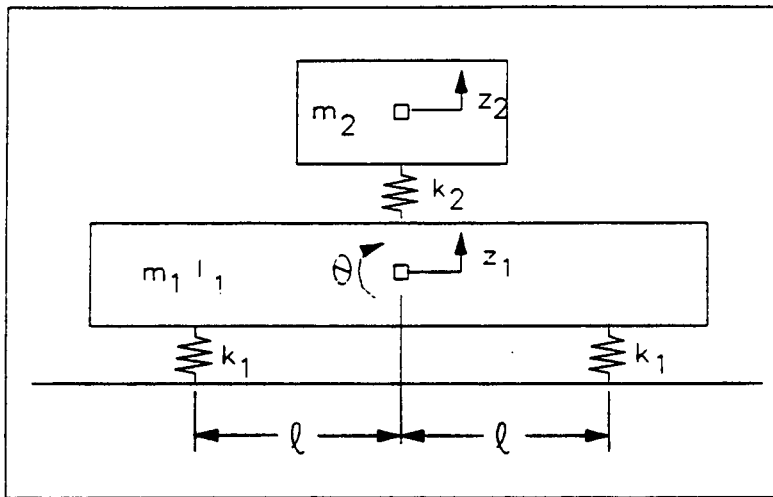 m₂
z₂
k₂
m₁ I₁
θ
z₁
k₁
k₁
ℓ
ℓ